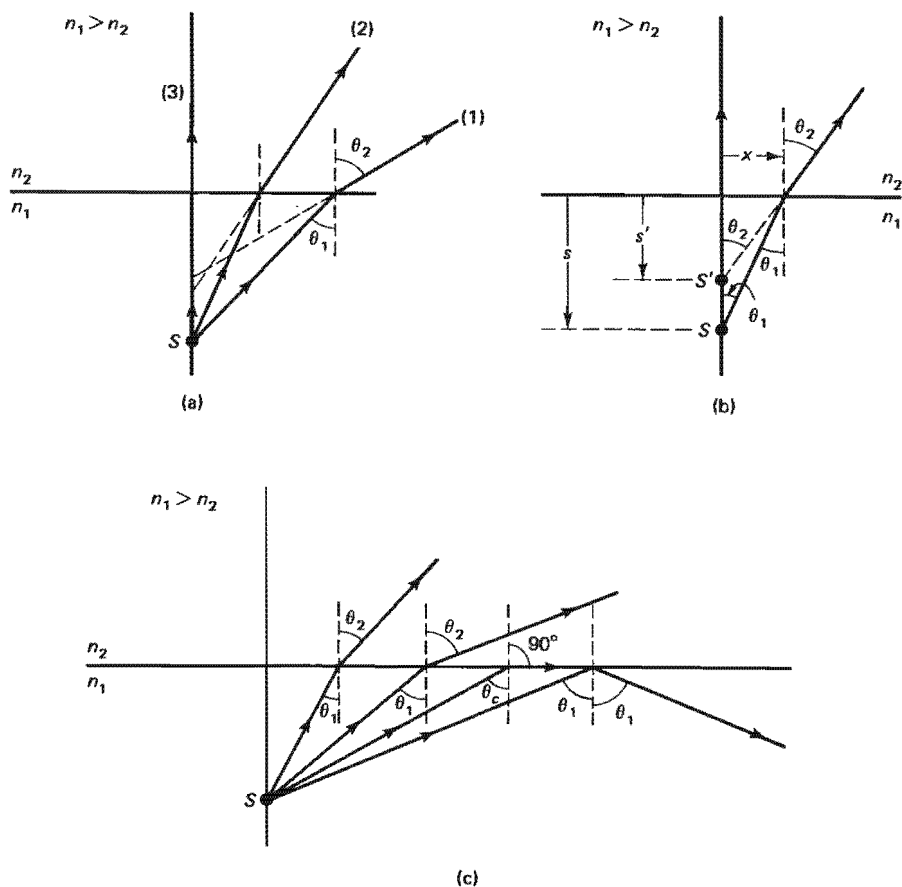 n₁ > n₂
(2)
(3)
(1)
θ₂
n₂
n₁
θ₁
S
(a)
n₁ > n₂
θ₂
x
n₂
n₁
s
s′
θ₂
θ₁
S′
θ₁
S
(b)
n₁ > n₂
θ₂
θ₂
90°
n₂
n₁
θ₁
θ₁
θc
θ₁
θ₁
S
(c)